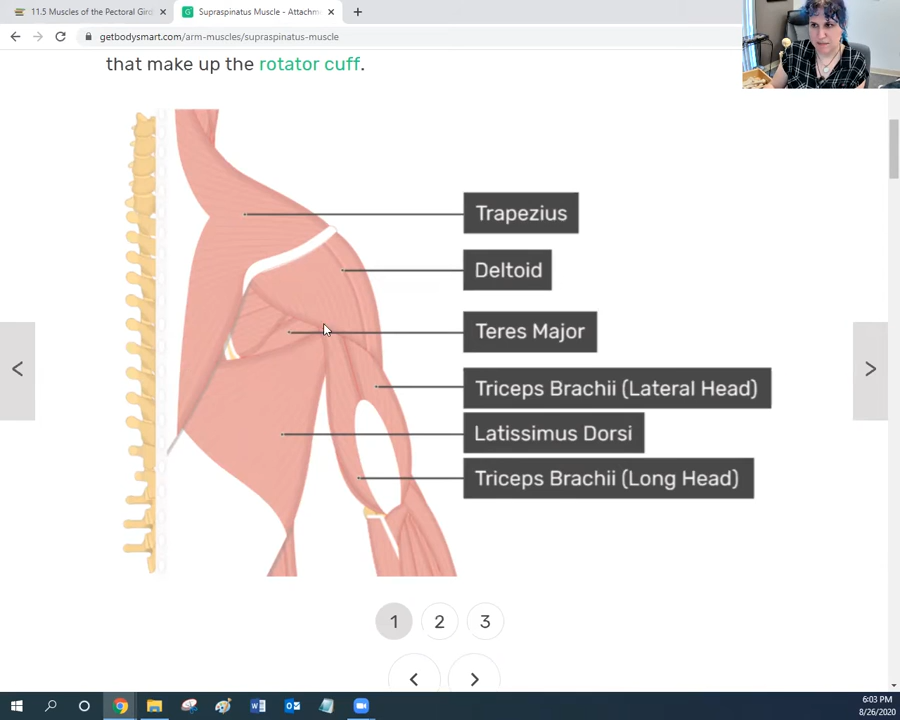 11.5 Muscles of the Pectoral Gird
Supraspinatus Muscle - Attachme
getbodysmart.com/arm-muscles/supraspinatus-muscle
that make up the rotator cuff.
Trapezius
Deltoid
Teres Major
Triceps Brachii (Lateral Head)
Latissimus Dorsi
Triceps Brachii (Long Head)
1 2 3
6:03 PM
8/26/2020